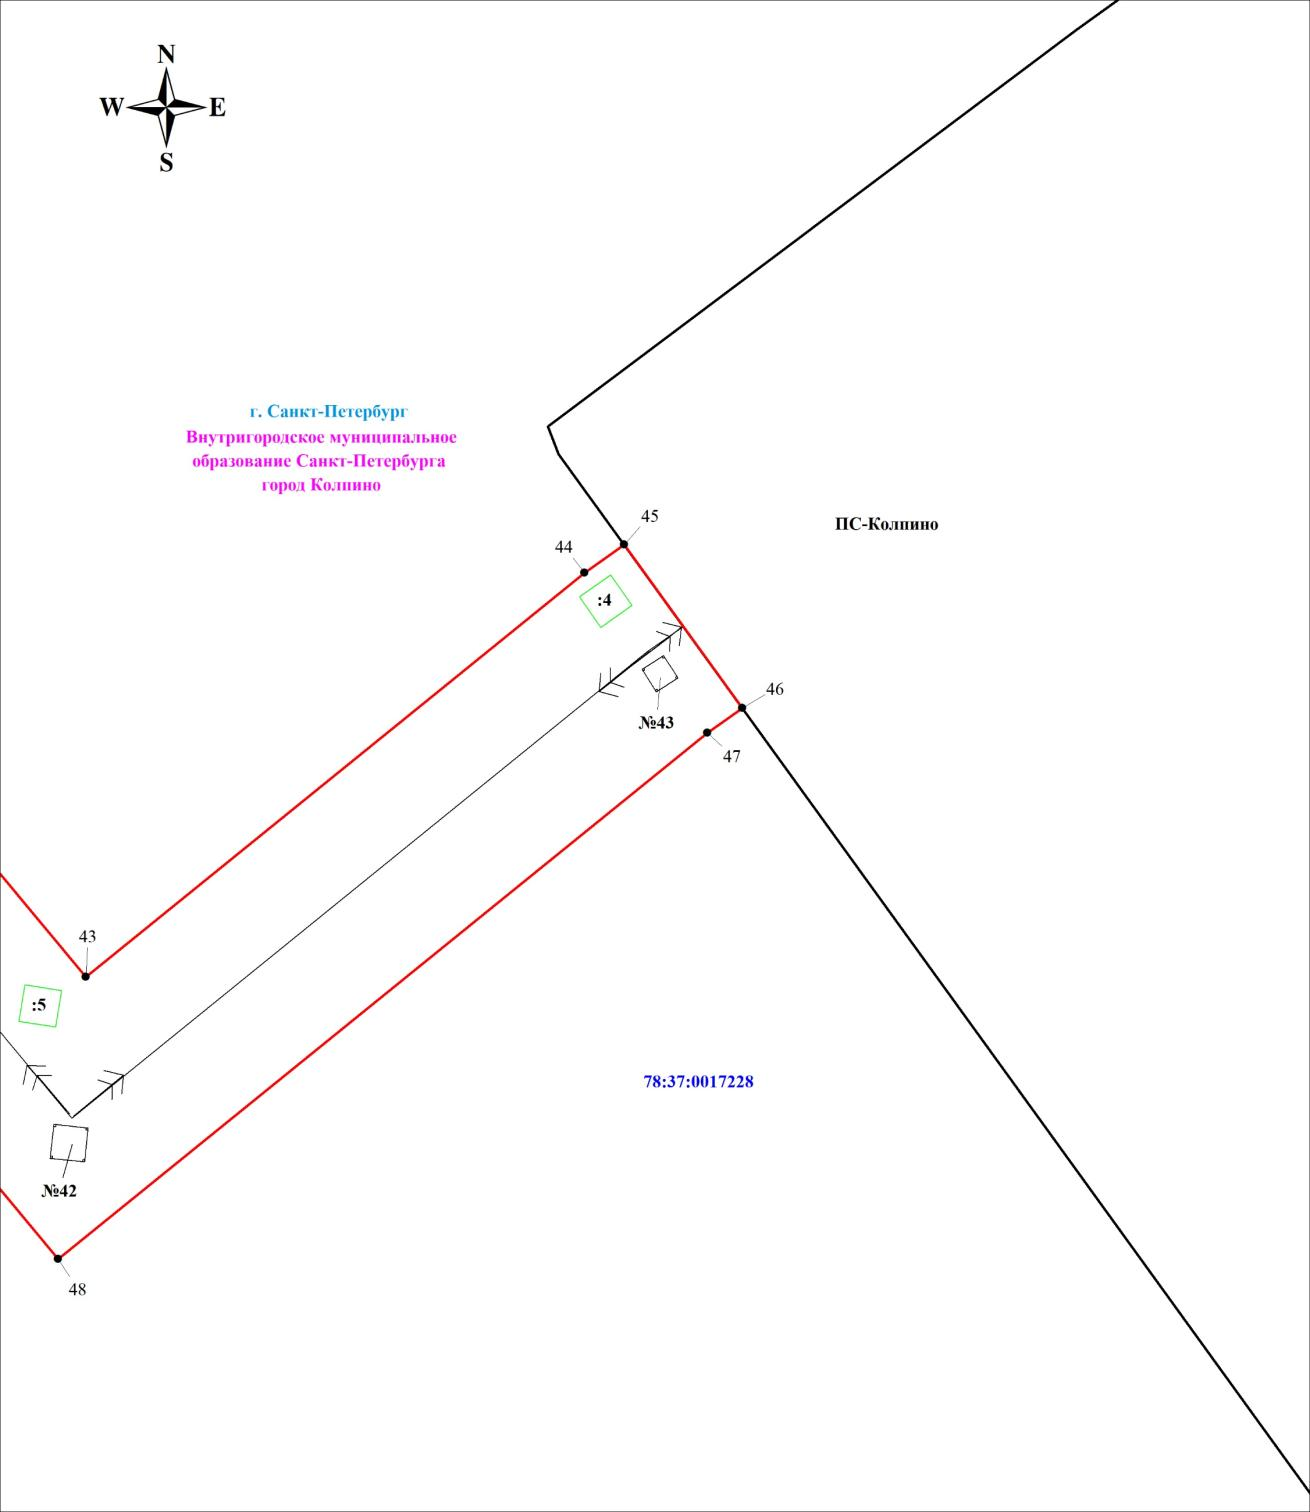 N
W E
S
г. Санкт-Петербург
Внутригородское муниципальное
образование Санкт-Петербурга
город Колпино
45
ПС-Колпино
44
:4
46
№43
47
43
:5
78:37:0017228
№42
48